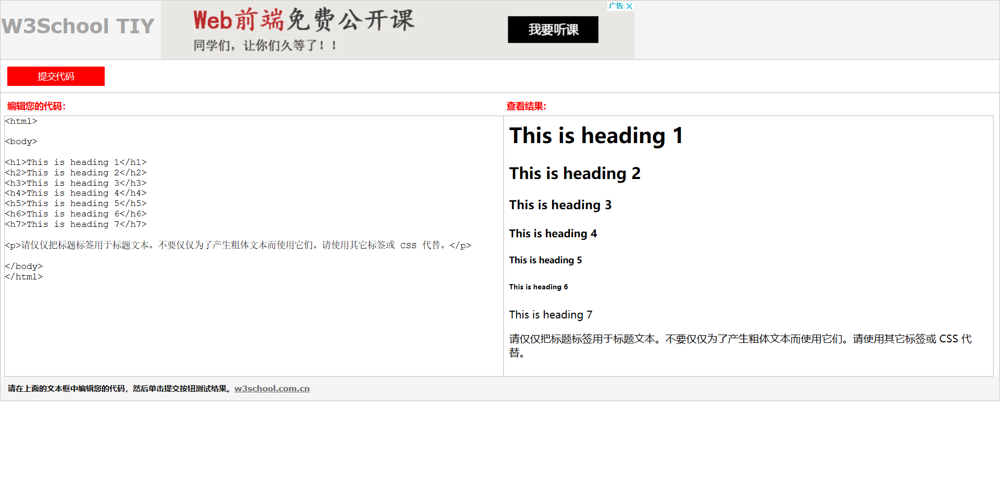 W3School TIY
Web前端免费公开课
同学们，让你们久等了！！
我要听课
广告
提交代码
编辑您的代码：
<html>
<body>
<h1>This is heading 1</h1>
<h2>This is heading 2</h2>
<h3>This is heading 3</h3>
<h4>This is heading 4</h4>
<h5>This is heading 5</h5>
<h6>This is heading 6</h6>
<h7>This is heading 7</h7>
<p>请仅仅把标题标签用于标题文本。不要仅仅为了产生粗体文本而使用它们。请使用其它标签或 CSS 代替。</p>
</body>
</html>
查看结果:
This is heading 1
This is heading 2
This is heading 3
This is heading 4
This is heading 5
This is heading 6
This is heading 7
请仅仅把标题标签用于标题文本。不要仅仅为了产生粗体文本而使用它们。请使用其它标签或 CSS 代
替。
请在上面的文本框中编辑您的代码，然后单击提交按钮测试结果。w3school.com.cn